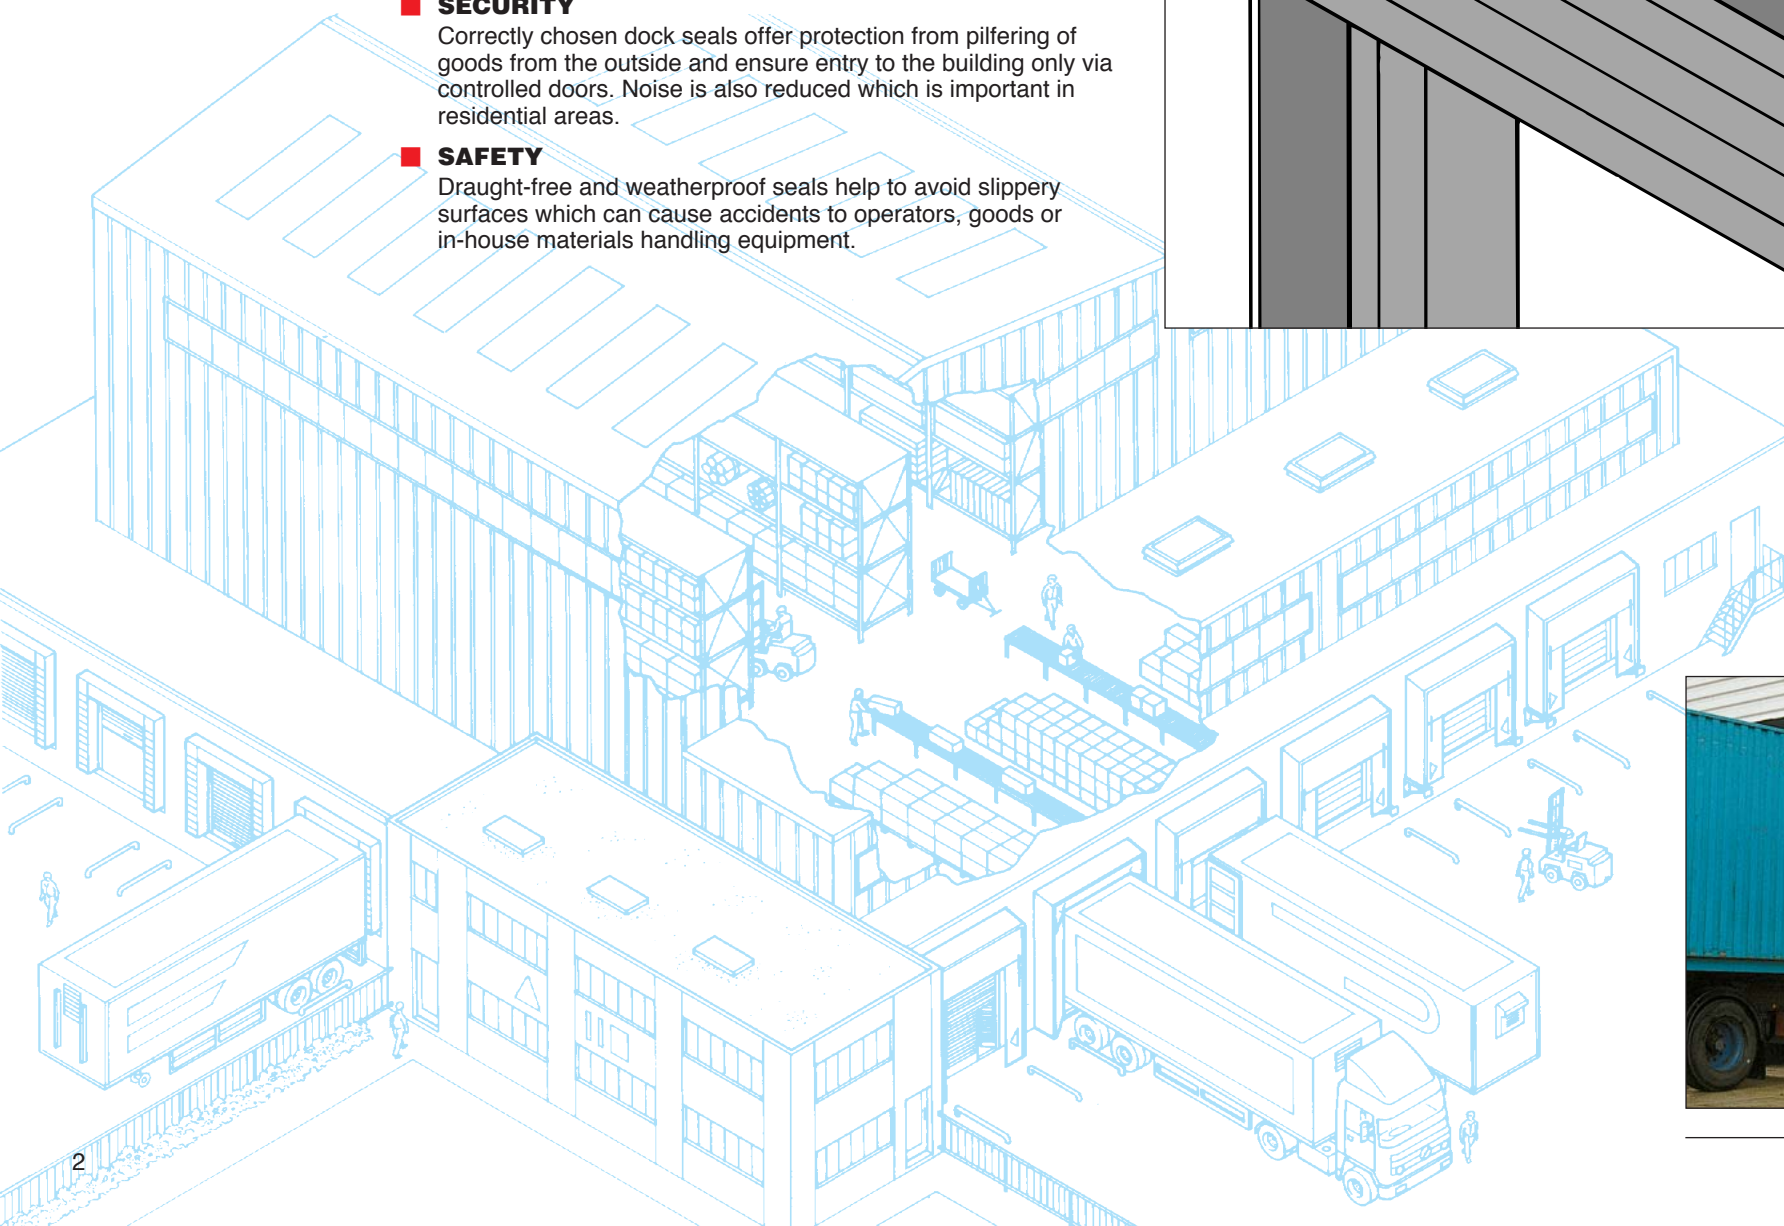 SECURITY
Correctly chosen dock seals offer protection from pilfering of
goods from the outside and ensure entry to the building only via
controlled doors. Noise is also reduced which is important in
residential areas.
SAFETY
Draught-free and weatherproof seals help to avoid slippery
surfaces which can cause accidents to operators, goods or
in-house materials handling equipment.
2